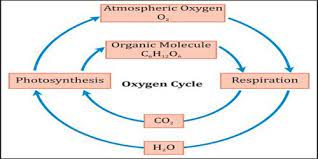 Atmospheric Oxygen
O₂
Organic Molecule
C₆H₁₂O₆
Photosynthesis
Oxygen Cycle
Respiration
CO₂
H₂O